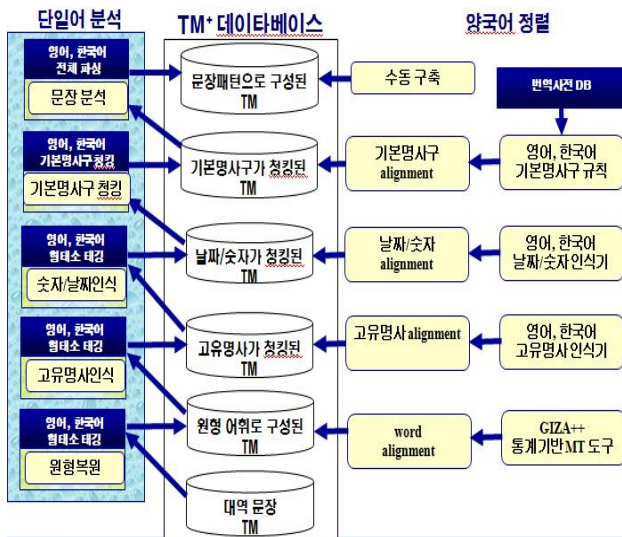 단일어 분석
TM⁺ 데이타베이스
양국어 정렬
영어, 한국어
전체 파싱
문장 분석
문장패턴으로 구성된
TM
수동 구축
번역사전 DB
영어, 한국어
기본명사구청킹
기본명사구 청킹
기본명사구가 청킹된
TM
기본명사구
alignment
영어, 한국어
기본명사구 규칙
영어, 한국어
형태소 태깅
숫자/날짜인식
날짜/숫자가 청킹된
TM
날짜/숫자
alignment
영어, 한국어
날짜/숫자인식기
영어, 한국어
형태소 태깅
고유명사인식
고유명사가 청킹된
TM
고유명사 alignment
영어, 한국어
고유명사인식기
영어, 한국어
형태소 태깅
원형복원
원형 어휘로 구성된
TM
word
alignment
GIZA++
통계기반MT 도구
대역 문장
TM